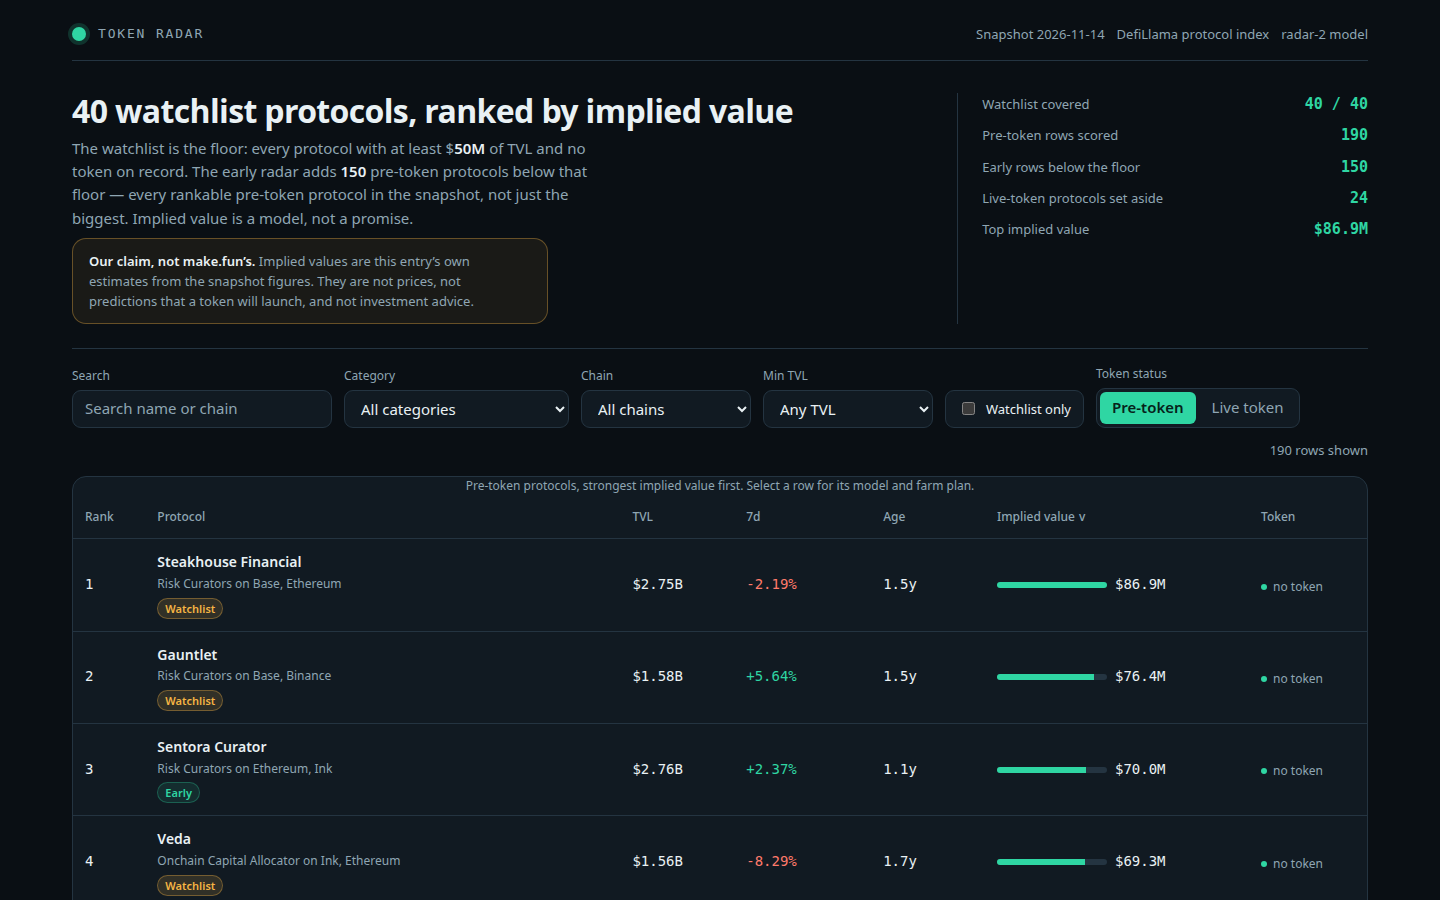 TOKEN RADAR
Snapshot 2026-11-14 DefiLlama protocol index radar-2 model
40 watchlist protocols, ranked by implied value
The watchlist is the floor: every protocol with at least $50M of TVL and no
token on record. The early radar adds 150 pre-token protocols below that
floor — every rankable pre-token protocol in the snapshot, not just the
biggest. Implied value is a model, not a promise.
Our claim, not make.fun’s. Implied values are this entry’s own
estimates from the snapshot figures. They are not prices, not
predictions that a token will launch, and not investment advice.
Watchlist covered 40 / 40
Pre-token rows scored 190
Early rows below the floor 150
Live-token protocols set aside 24
Top implied value $86.9M
Search Category Chain Min TVL Token status
Search name or chain All categories All chains Any TVL Watchlist only Pre-token Live token
190 rows shown
Pre-token protocols, strongest implied value first. Select a row for its model and farm plan.
Rank Protocol TVL 7d Age Implied value v Token
Steakhouse Financial
1 Risk Curators on Base, Ethereum $2.75B -2.19% 1.5y $86.9M no token
Watchlist
Gauntlet
2 Risk Curators on Base, Binance $1.58B +5.64% 1.5y $76.4M no token
Watchlist
Sentora Curator
3 Risk Curators on Ethereum, Ink $2.76B +2.37% 1.1y $70.0M no token
Early
Veda
4 Onchain Capital Allocator on Ink, Ethereum $1.56B -8.29% 1.7y $69.3M no token
Watchlist